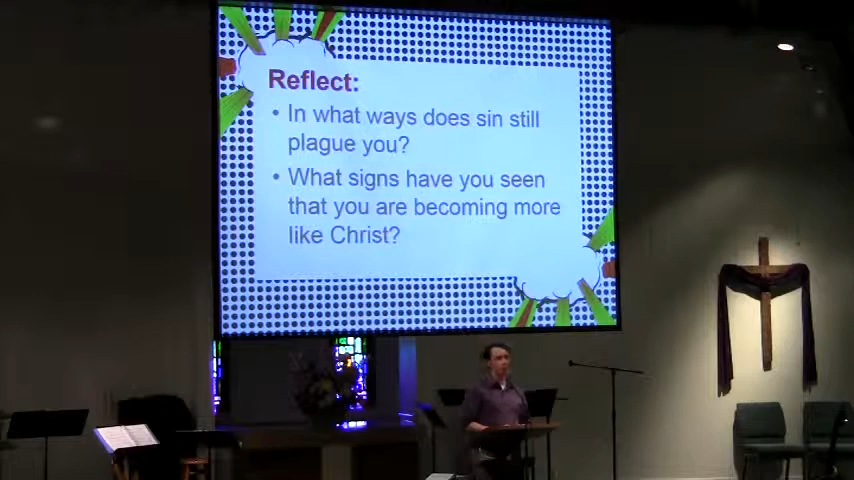 Reflect:
• In what ways does sin still
plague you?
• What signs have you seen
that you are becoming more
like Christ?